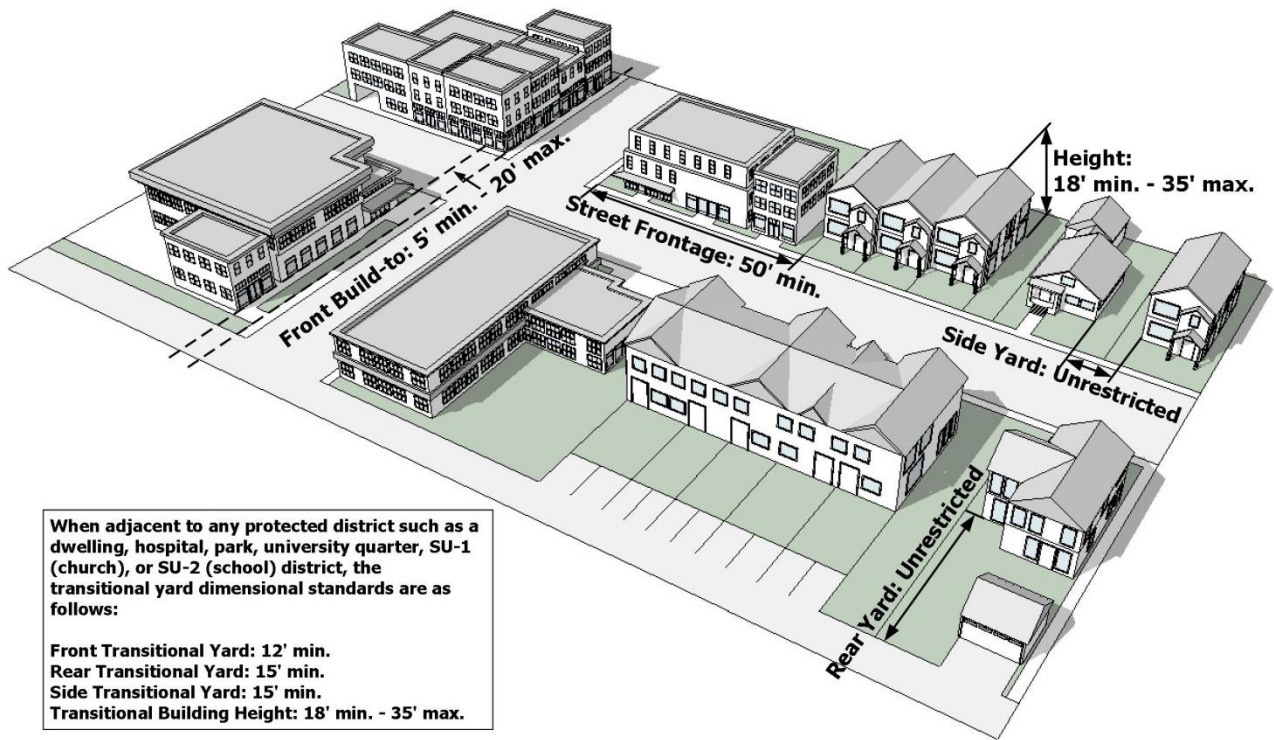 Front Build-to: 5' min. - 20' max.
Street Frontage: 50' min.
Height:
18' min. - 35' max.
Side Yard: Unrestricted
Rear Yard: Unrestricted
When adjacent to any protected district such as a
dwelling, hospital, park, university quarter, SU-1
(church), or SU-2 (school) district, the
transitional yard dimensional standards are as
follows:
Front Transitional Yard: 12' min.
Rear Transitional Yard: 15' min.
Side Transitional Yard: 15' min.
Transitional Building Height: 18' min. - 35' max.